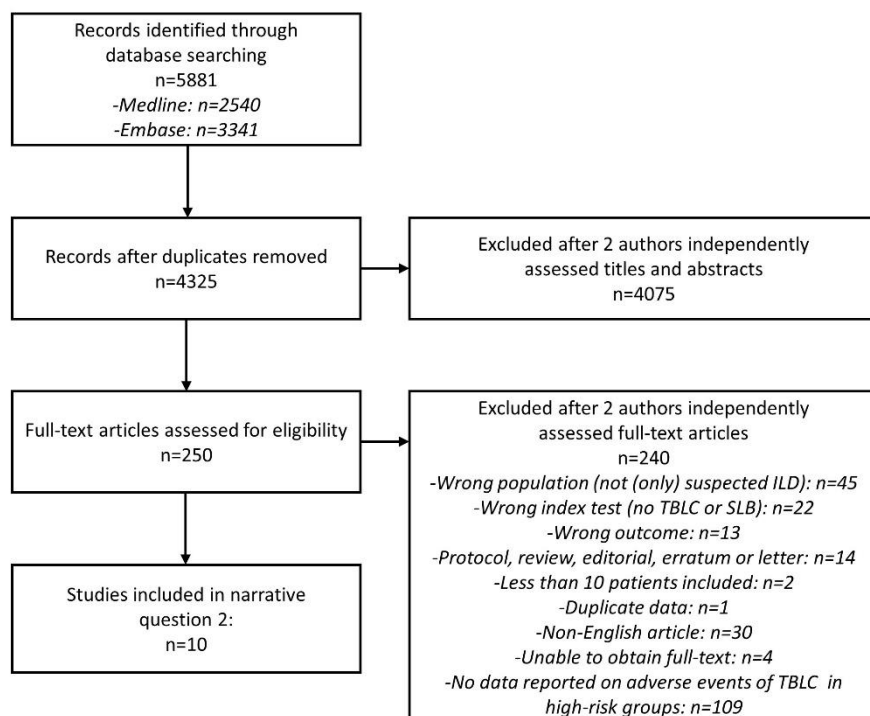 Records identified through
database searching
n=5881
-Medline: n=2540
-Embase: n=3341
Records after duplicates removed
n=4325
Excluded after 2 authors independently
assessed titles and abstracts
n=4075
Full-text articles assessed for eligibility
n=250
Excluded after 2 authors independently
assessed full-text articles
n=240
-Wrong population (not (only) suspected ILD): n=45
-Wrong index test (no TBLC or SLB): n=22
-Wrong outcome: n=13
-Protocol, review, editorial, erratum or letter: n=14
-Less than 10 patients included: n=2
-Duplicate data: n=1
-Non-English article: n=30
-Unable to obtain full-text: n=4
-No data reported on adverse events of TBLC in
high-risk groups: n=109
Studies included in narrative
question 2:
n=10